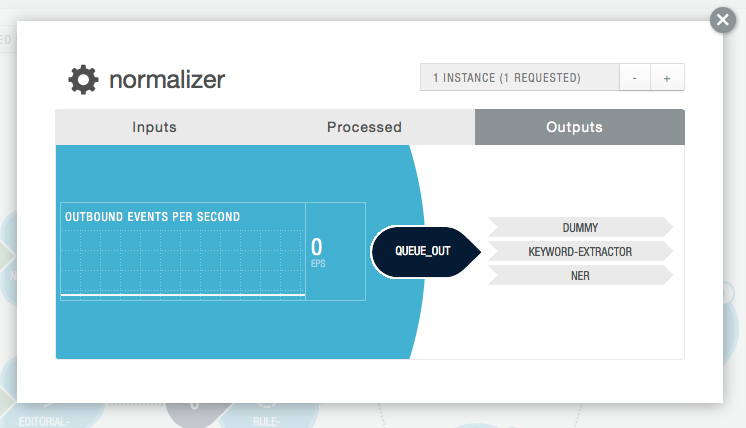 ED
normalizer
1 INSTANCE (1 REQUESTED)
-
+
Inputs
Processed
Outputs
OUTBOUND EVENTS PER SECOND
0
EPS
QUEUE_OUT
DUMMY
KEYWORD-EXTRACTOR
NER
N
EDITORIAL-
RULE-